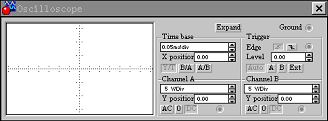 Oscilloscope
Expand
Ground
Time base
0.05ms/div
X position 0.00
Y/T B/A A/B
Trigger
Edge
Level 0.00
Auto A B Ext
Channel A
5 V/Div
Y position 0.00
AC 0 DC
Channel B
5 V/Div
Y position 0.00
AC 0 DC